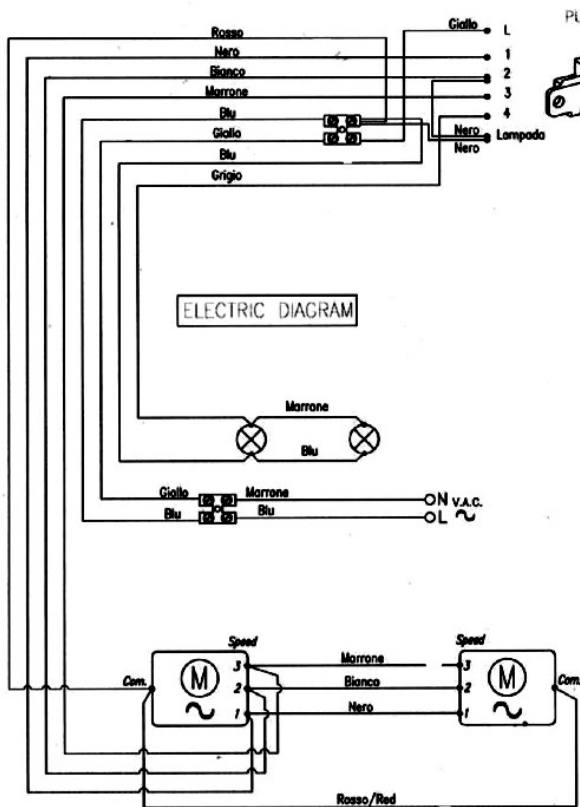 PU
Rosso
Giallo L
Nero 1
Bianco 2
Marrone 3
Blu 4
Nero Lampada
Giallo Nero
Blu
Grigio
ELECTRIC DIAGRAM
Marrone
Blu
Giallo Marrone N V.A.C.
Blu Blu L
Speed Speed
3 Marrone 3
Com. M 2 Bianco 2 M Com.
1 Nero 1
Rosso/Red